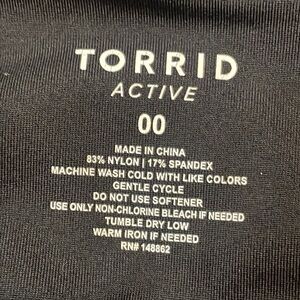 TORRID
ACTIVE
00
MADE IN CHINA
83% NYLON | 17% SPANDEX
MACHINE WASH COLD WITH LIKE COLORS
GENTLE CYCLE
DO NOT USE SOFTENER
USE ONLY NON-CHLORINE BLEACH IF NEEDED
TUMBLE DRY LOW
WARM IRON IF NEEDED
RN# 148862